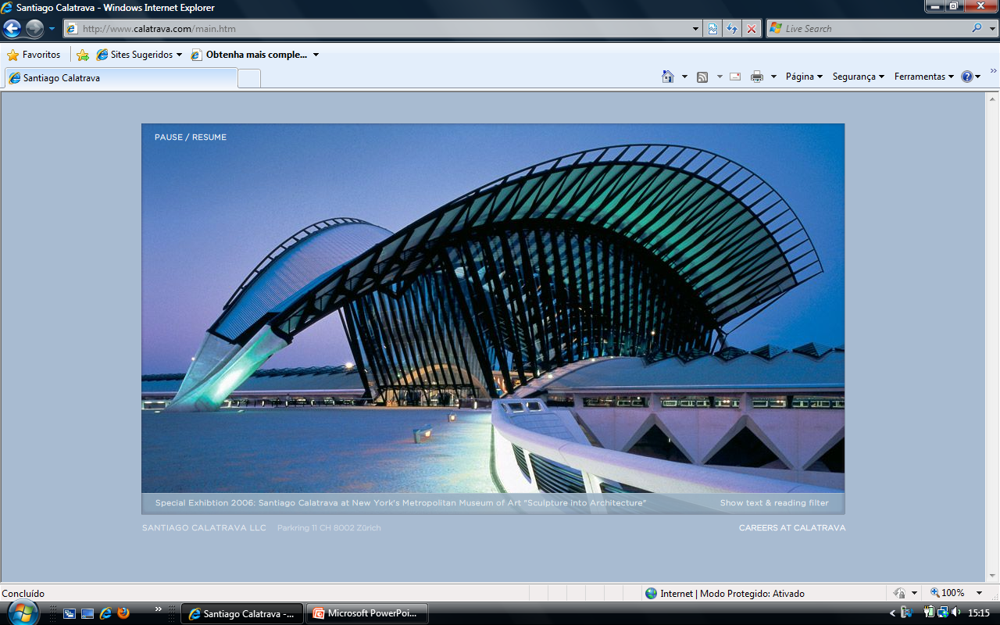 Santiago Calatrava - Windows Internet Explorer
http://www.calatrava.com/main.htm
Live Search
Favoritos
Sites Sugeridos
Obtenha mais comple...
Santiago Calatrava
Página
Segurança
Ferramentas
PAUSE / RESUME
Special Exhibtion 2006: Santiago Calatrava at New York's Metropolitan Museum of Art "Sculpture into Architecture"
Show text & reading filter
SANTIAGO CALATRAVA LLC Parkring 11 CH 8002 Zürich
CAREERS AT CALATRAVA
Concluído
Internet | Modo Protegido: Ativado
100%
Santiago Calatrava -...
Microsoft PowerPoi...
15:15